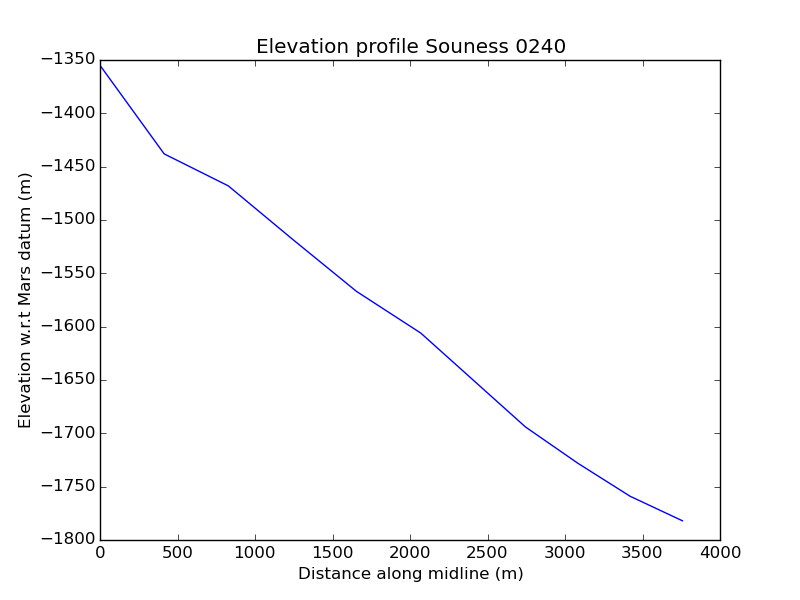 Elevation profile Souness 0240
−1350
−1400
−1450
−1500
−1550
−1600
−1650
−1700
−1750
−1800
Elevation w.r.t Mars datum (m)
0 500 1000 1500 2000 2500 3000 3500 4000
Distance along midline (m)